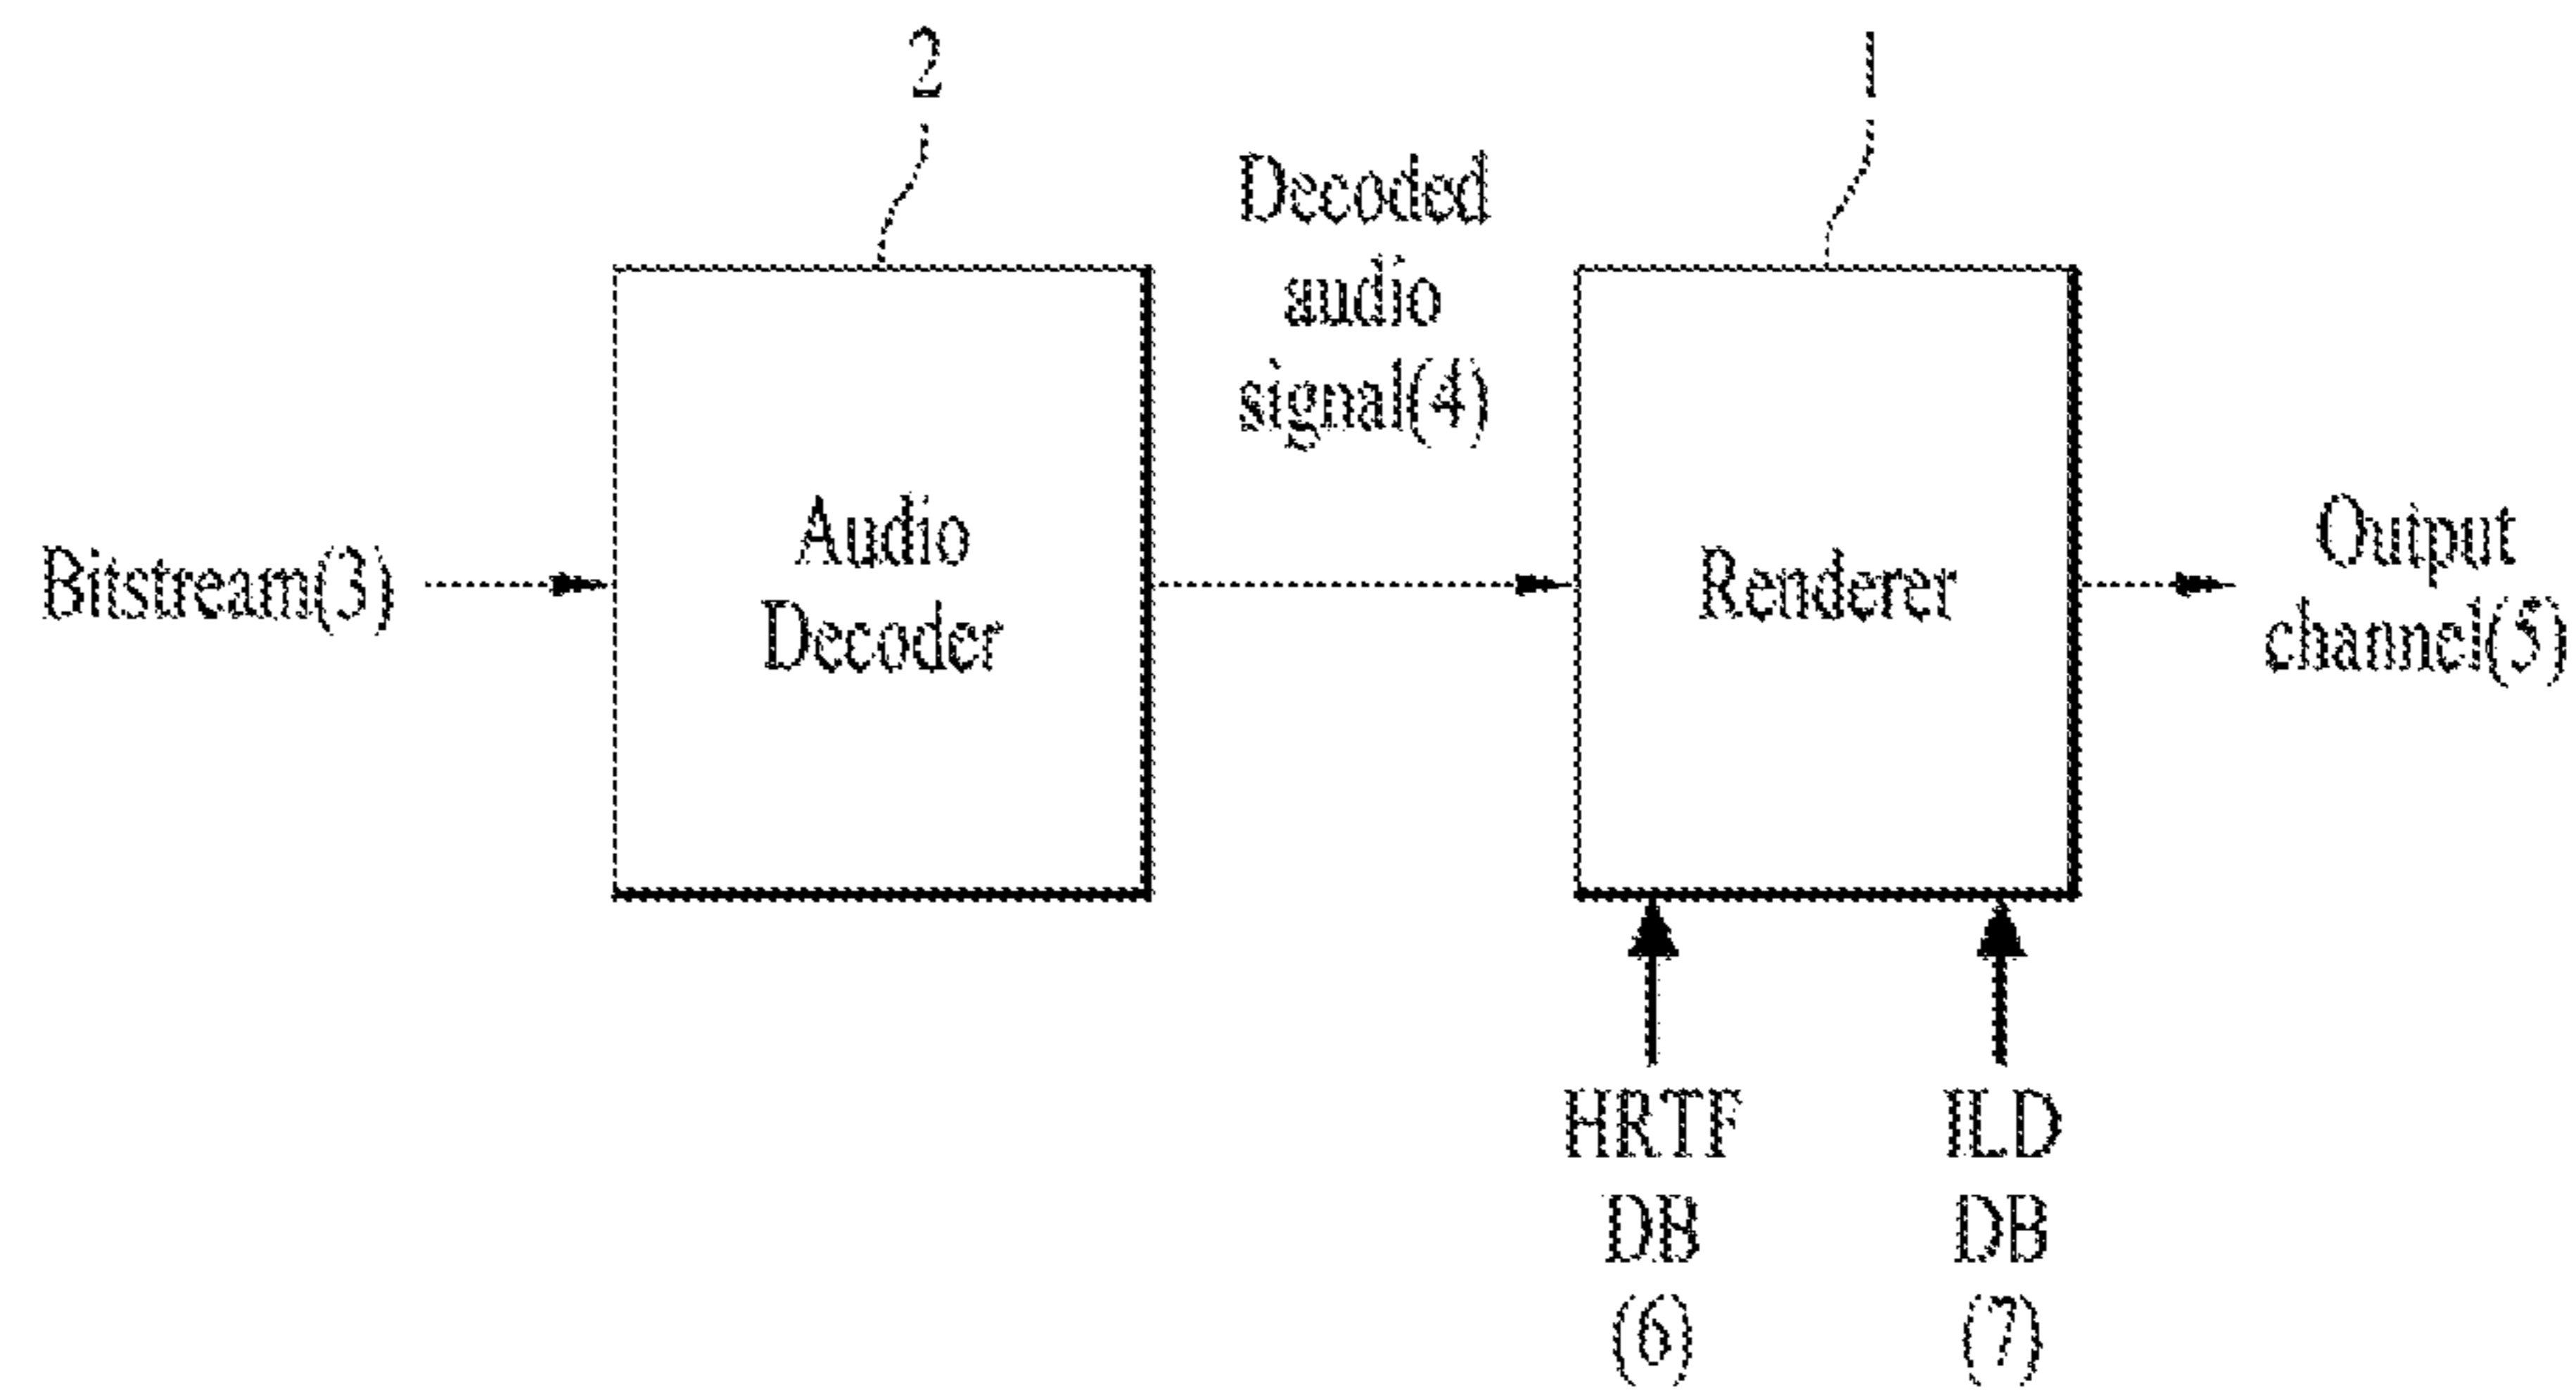 2
1
Decoded
audio
signal(4)
Bitstream(3)
Audio
Decoder
Renderer
Output
channel(5)
HRTF
DB
(6)
ILD
DB
(7)